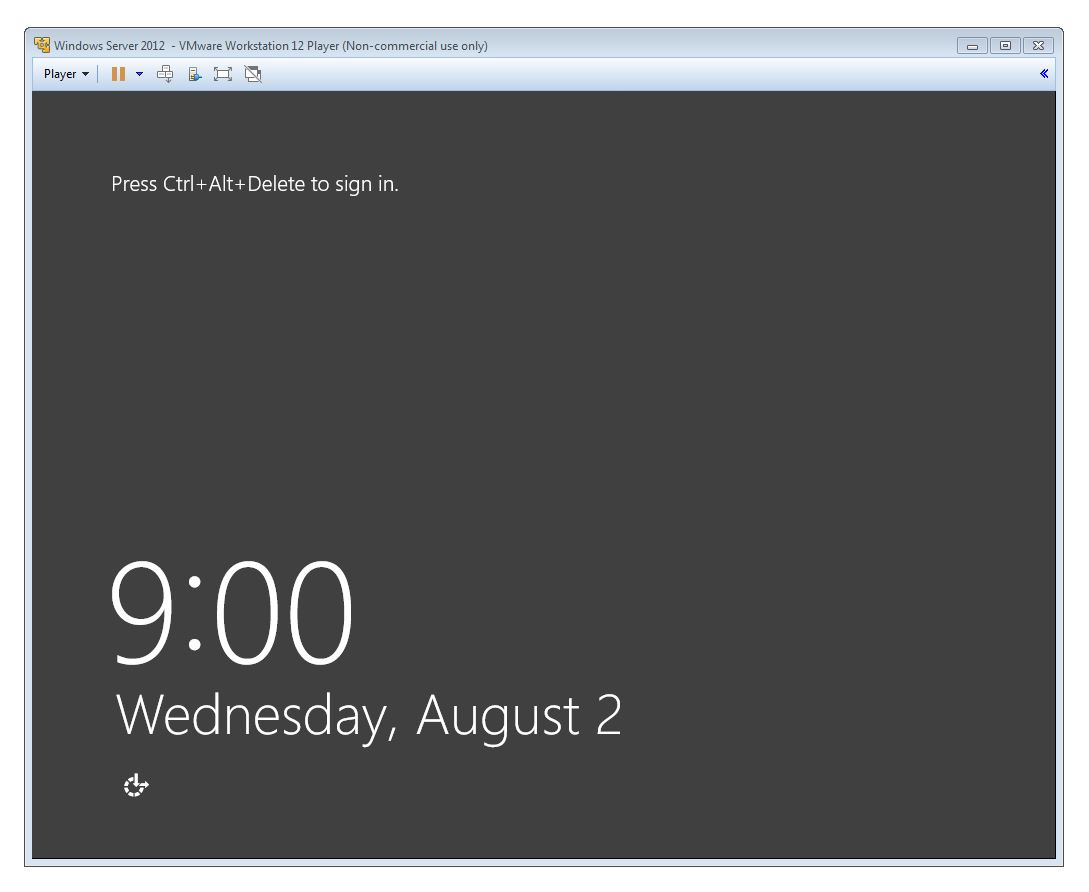 Windows Server 2012 - VMware Workstation 12 Player (Non-commercial use only)
Player
Press Ctrl+Alt+Delete to sign in.
9:00
Wednesday, August 2